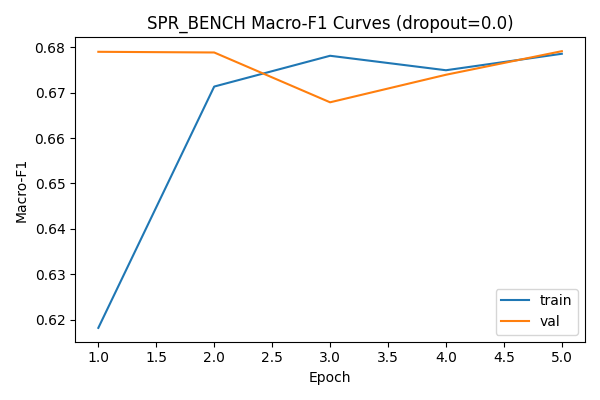 SPR_BENCH Macro-F1 Curves (dropout=0.0)
Macro-F1
0.68
0.67
0.66
0.65
0.64
0.63
0.62
train
val
1.0 1.5 2.0 2.5 3.0 3.5 4.0 4.5 5.0
Epoch